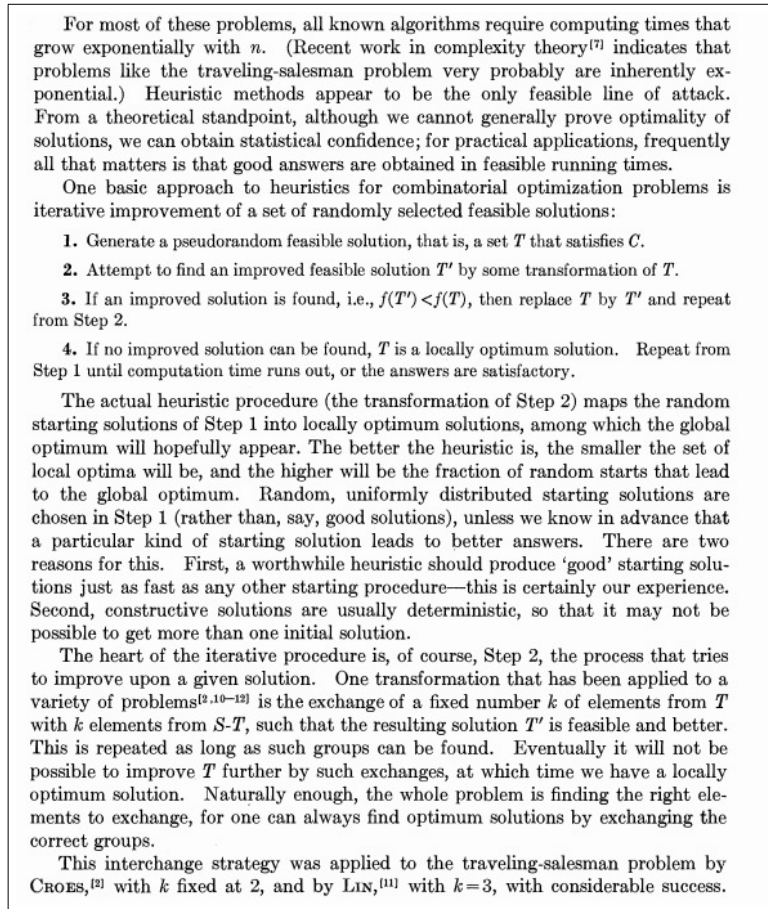 For most of these problems, all known algorithms require computing times that
grow exponentially with n. (Recent work in complexity theory[7] indicates that
problems like the traveling-salesman problem very probably are inherently ex-
ponential.) Heuristic methods appear to be the only feasible line of attack.
From a theoretical standpoint, although we cannot generally prove optimality of
solutions, we can obtain statistical confidence; for practical applications, frequently
all that matters is that good answers are obtained in feasible running times.
One basic approach to heuristics for combinatorial optimization problems is
iterative improvement of a set of randomly selected feasible solutions:
1. Generate a pseudorandom feasible solution, that is, a set T that satisfies C.
2. Attempt to find an improved feasible solution T′ by some transformation of T.
3. If an improved solution is found, i.e., f(T′)<f(T), then replace T by T′ and repeat
from Step 2.
4. If no improved solution can be found, T is a locally optimum solution. Repeat from
Step 1 until computation time runs out, or the answers are satisfactory.
The actual heuristic procedure (the transformation of Step 2) maps the random
starting solutions of Step 1 into locally optimum solutions, among which the global
optimum will hopefully appear. The better the heuristic is, the smaller the set of
local optima will be, and the higher will be the fraction of random starts that lead
to the global optimum. Random, uniformly distributed starting solutions are
chosen in Step 1 (rather than, say, good solutions), unless we know in advance that
a particular kind of starting solution leads to better answers. There are two
reasons for this. First, a worthwhile heuristic should produce ‘good’ starting solu-
tions just as fast as any other starting procedure—this is certainly our experience.
Second, constructive solutions are usually deterministic, so that it may not be
possible to get more than one initial solution.
The heart of the iterative procedure is, of course, Step 2, the process that tries
to improve upon a given solution. One transformation that has been applied to a
variety of problems[2,10–12] is the exchange of a fixed number k of elements from T
with k elements from S-T, such that the resulting solution T′ is feasible and better.
This is repeated as long as such groups can be found. Eventually it will not be
possible to improve T further by such exchanges, at which time we have a locally
optimum solution. Naturally enough, the whole problem is finding the right ele-
ments to exchange, for one can always find optimum solutions by exchanging the
correct groups.
This interchange strategy was applied to the traveling-salesman problem by
CROES,[2] with k fixed at 2, and by LIN,[11] with k=3, with considerable success.